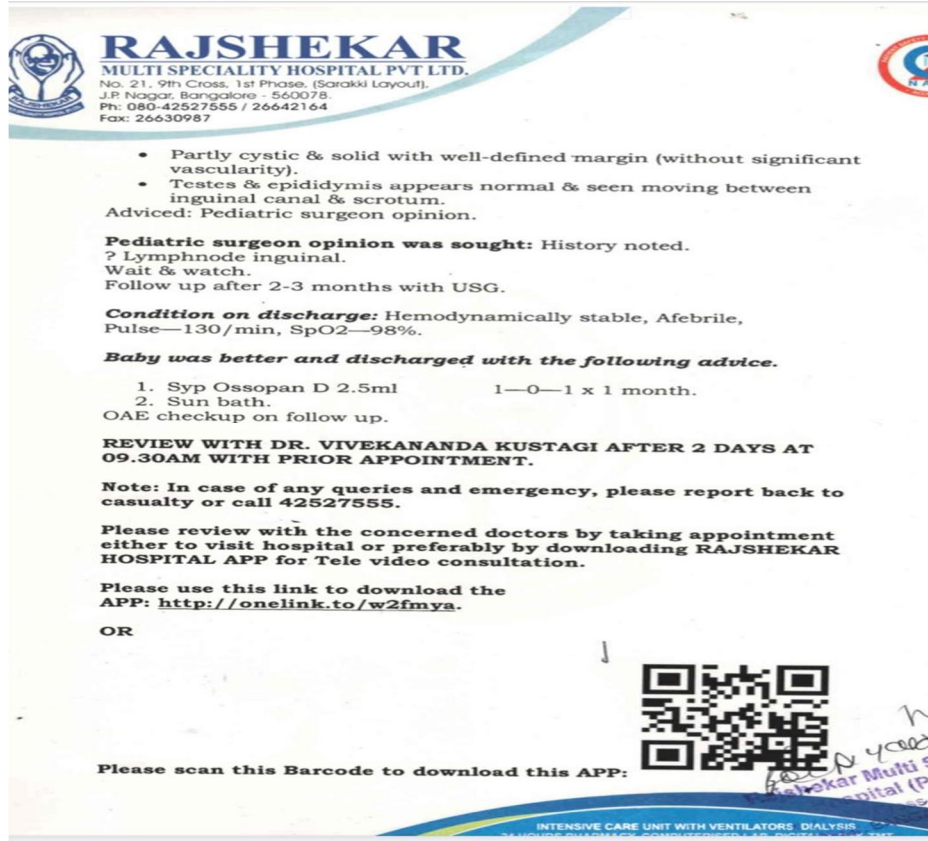 RAJSHEKAR
MULTI SPECIALITY HOSPITAL PVT LTD.
No. 21, 9th Cross, 1st Phase, (Sarakki Layout),
J.P. Nagar, Bangalore - 560078.
Ph: 080-42527555 / 26642164
Fax: 26630987
RAJSHEKAR
• Partly cystic & solid with well-defined margin (without significant
vascularity).
• Testes & epididymis appears normal & seen moving between
inguinal canal & scrotum.
Adviced: Pediatric surgeon opinion.
Pediatric surgeon opinion was sought: History noted.
? Lymphnode inguinal.
Wait & watch.
Follow up after 2-3 months with USG.
Condition on discharge: Hemodynamically stable, Afebrile,
Pulse—130/min, SpO2—98%.
Baby was better and discharged with the following advice.
1. Syp Ossopan D 2.5ml 1—0—1 x 1 month.
2. Sun bath.
OAE checkup on follow up.
REVIEW WITH DR. VIVEKANANDA KUSTAGI AFTER 2 DAYS AT
09.30AM WITH PRIOR APPOINTMENT.
Note: In case of any queries and emergency, please report back to
casualty or call 42527555.
Please review with the concerned doctors by taking appointment
either to visit hospital or preferably by downloading RAJSHEKAR
HOSPITAL APP for Tele video consultation.
Please use this link to download the
APP: http://onelink.to/w2fmya.
OR
Please scan this Barcode to download this APP:
Multi
INTENSIVE CARE UNIT WITH VENTILATORS DIALYSIS